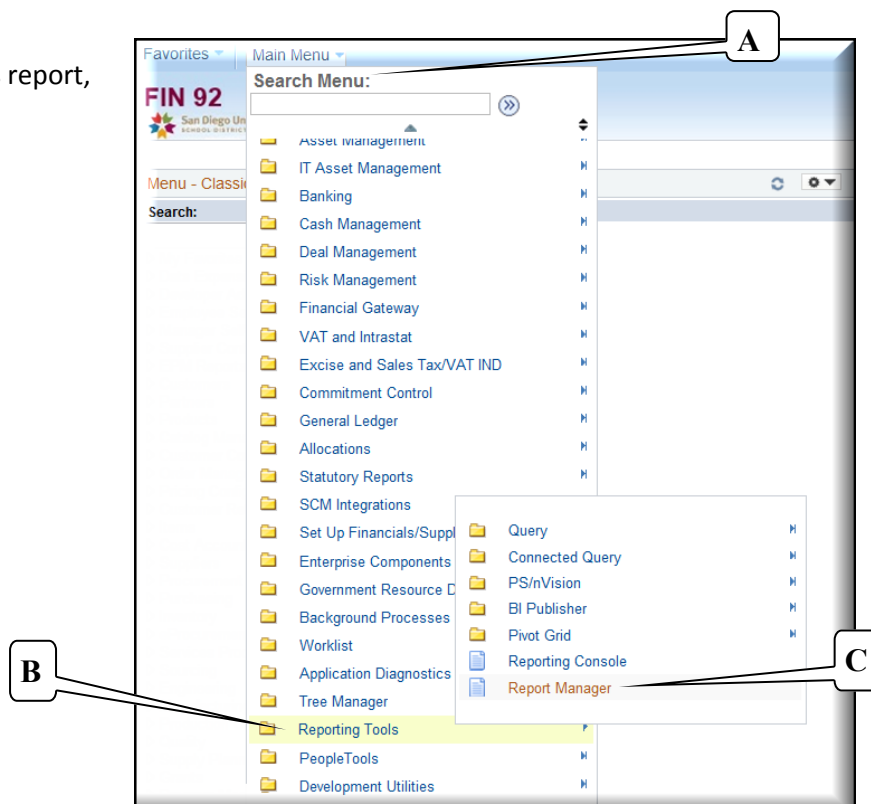 report,
A
Favorites Main Menu
Search Menu:
FIN 92
San Diego Un
SCHOOL DISTRICT
Asset Management
IT Asset Management
Menu - Classic
Banking
Search:
Cash Management
Deal Management
Risk Management
Financial Gateway
VAT and Intrastat
Excise and Sales Tax/VAT IND
Commitment Control
General Ledger
Allocations
Statutory Reports
SCM Integrations
Set Up Financials/Suppl
Enterprise Components
Government Resource D
Background Processes
Worklist
Application Diagnostics
Tree Manager
Reporting Tools
PeopleTools
Development Utilities
Query
Connected Query
PS/nVision
BI Publisher
Pivot Grid
Reporting Console
Report Manager
B
C